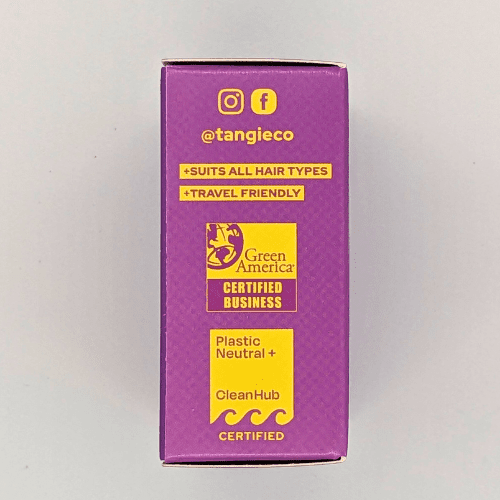 @tangieco
+SUITS ALL HAIR TYPES
+TRAVEL FRIENDLY
Green
America
CERTIFIED
BUSINESS
Plastic
Neutral +
CleanHub
CERTIFIED